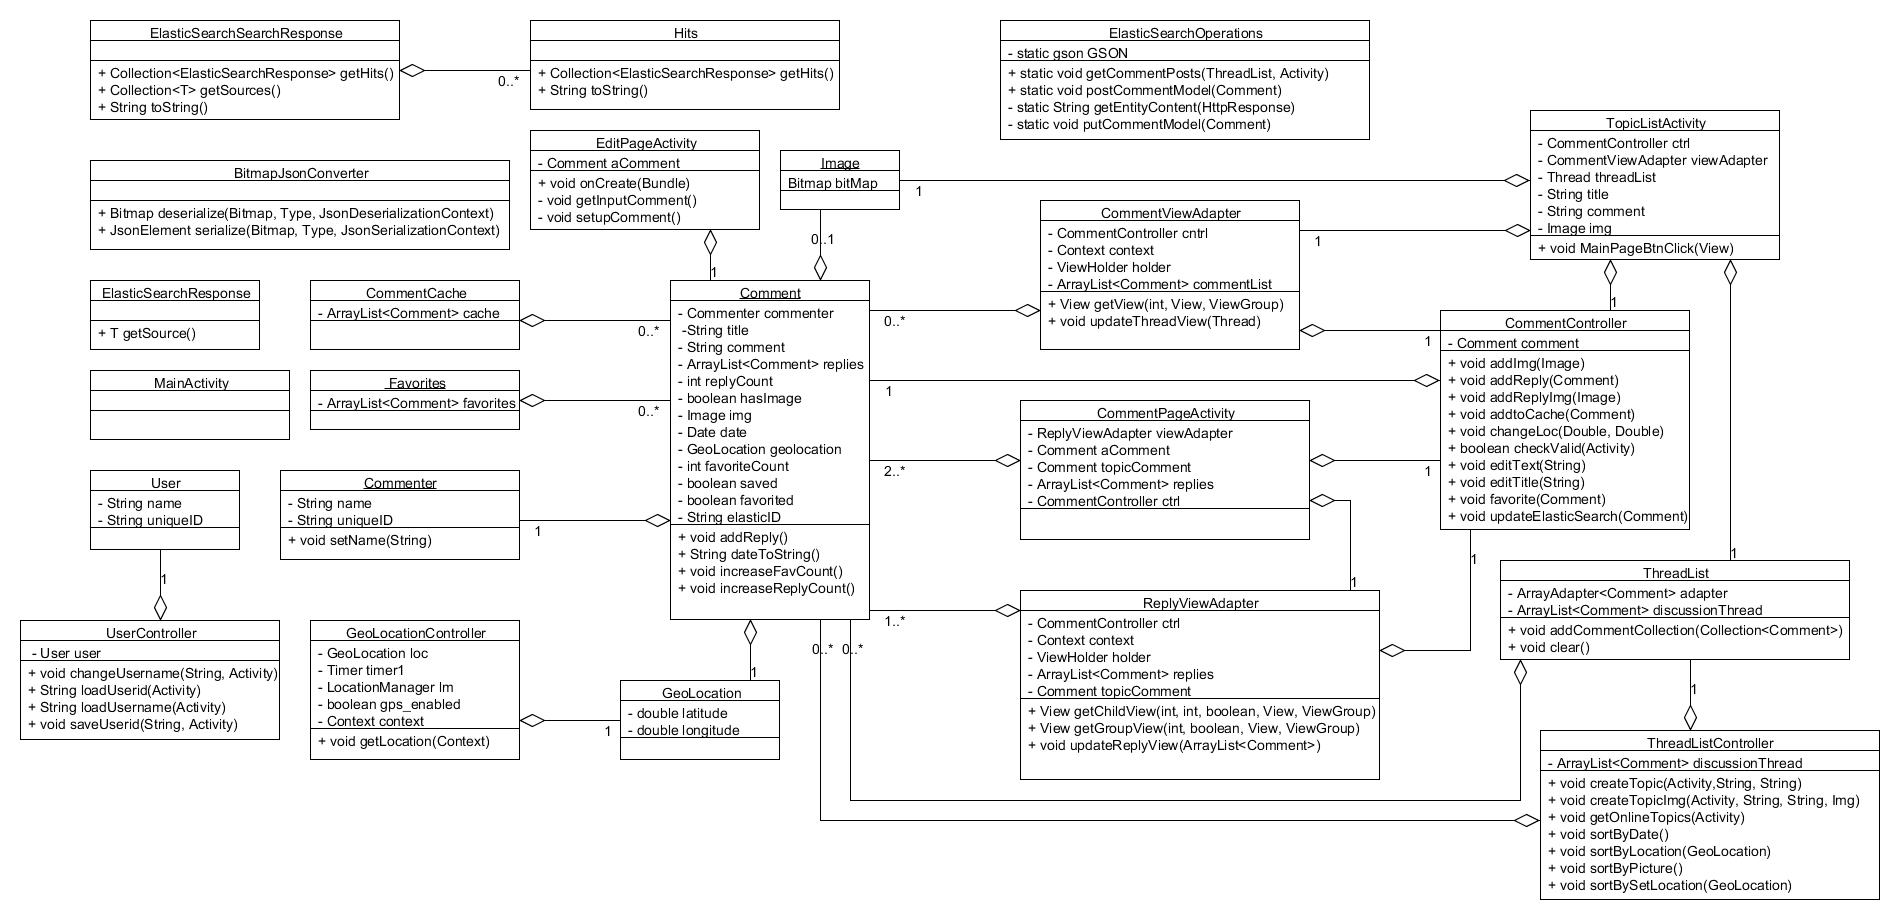 ElasticSearchSearchResponse
+ Collection<ElasticSearchResponse> getHits()
+ Collection<T> getSources()
+ String toString()
0..*
Hits
+ Collection<ElasticSearchResponse> getHits()
+ String toString()
ElasticSearchOperations
- static gson GSON
+ static void getCommentPosts(ThreadList, Activity)
+ static void postCommentModel(Comment)
- static String getEntityContent(HttpResponse)
- static void putCommentModel(Comment)
TopicListActivity
- CommentController ctrl
- CommentViewAdapter viewAdapter
- Thread threadList
- String title
- String comment
- Image img
+ void MainPageBtnClick(View)
EditPageActivity
- Comment aComment
+ void onCreate(Bundle)
- void getInputComment()
- void setupComment()
1
Image
Bitmap bitMap
1
0..1
BitmapJsonConverter
+ Bitmap deserialize(Bitmap, Type, JsonDeserializationContext)
+ JsonElement serialize(Bitmap, Type, JsonSerializationContext)
CommentViewAdapter
- CommentController cntrl
- Context context
- ViewHolder holder
- ArrayList<Comment> commentList
+ View getView(int, View, ViewGroup)
+ void updateThreadView(Thread)
1
1
1
ElasticSearchResponse
+ T getSource()
CommentCache
- ArrayList<Comment> cache
0..*
Comment
- Commenter commenter
-String title
- String comment
- ArrayList<Comment> replies
- int replyCount
- boolean hasImage
- Image img
- Date date
- GeoLocation geolocation
- int favoriteCount
- boolean saved
- boolean favorited
- String elasticID
+ void addReply()
+ String dateToString()
+ void increaseFavCount()
+ void increaseReplyCount()
0..*
1
2..*
1..*
CommentController
- Comment comment
+ void addImg(Image)
+ void addReply(Comment)
+ void addReplyImg(Image)
+ void addtoCache(Comment)
+ void changeLoc(Double, Double)
+ boolean checkValid(Activity)
+ void editText(String)
+ void editTitle(String)
+ void favorite(Comment)
+ void updateElasticSearch(Comment)
MainActivity
Favorites
- ArrayList<Comment> favorites
0..*
CommentPageActivity
- ReplyViewAdapter viewAdapter
- Comment aComment
- Comment topicComment
- ArrayList<Comment> replies
- CommentController ctrl
1
1
1
1
User
- String name
- String uniqueID
1
Commenter
- String name
- String uniqueID
+ void setName(String)
1
ThreadList
- ArrayAdapter<Comment> adapter
- ArrayList<Comment> discussionThread
+ void addCommentCollection(Collection<Comment>)
+ void clear()
1
ReplyViewAdapter
- CommentController ctrl
- Context context
- ViewHolder holder
- ArrayList<Comment> replies
- Comment topicComment
+ View getChildView(int, int, boolean, View, ViewGroup)
+ View getGroupView(int, boolean, View, ViewGroup)
+ void updateReplyView(ArrayList<Comment>)
UserController
- User user
+ void changeUsername(String, Activity)
+ String loadUserid(Activity)
+ String loadUsername(Activity)
+ void saveUserid(String, Activity)
GeoLocationController
- GeoLocation loc
- Timer timer1
- LocationManager lm
- boolean gps_enabled
- Context context
+ void getLocation(Context)
1
0..*
0..*
1
GeoLocation
- double latitude
- double longitude
ThreadListController
- ArrayList<Comment> discussionThread
+ void createTopic(Activity,String, String)
+ void createTopicImg(Activity, String, String, Img)
+ void getOnlineTopics(Activity)
+ void sortByDate()
+ void sortByLocation(GeoLocation)
+ void sortByPicture()
+ void sortBySetLocation(GeoLocation)